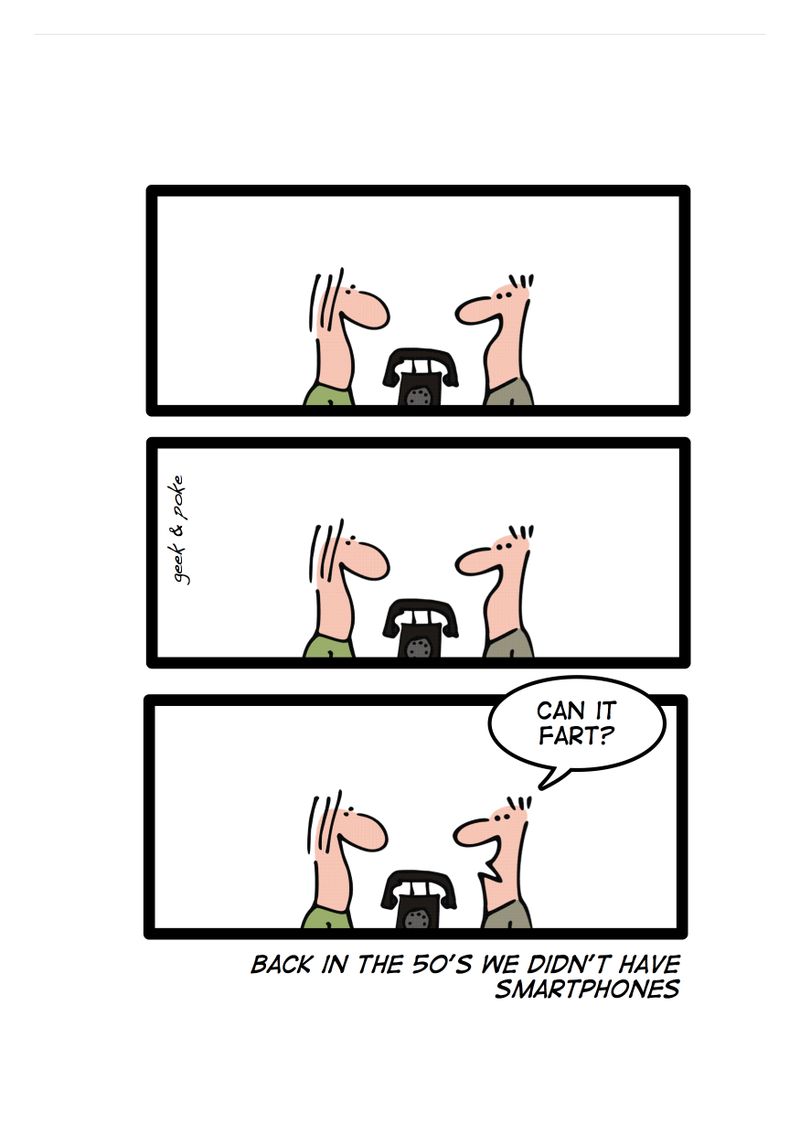 geek & poke
CAN IT
FART?
BACK IN THE 50'S WE DIDN'T HAVE
SMARTPHONES